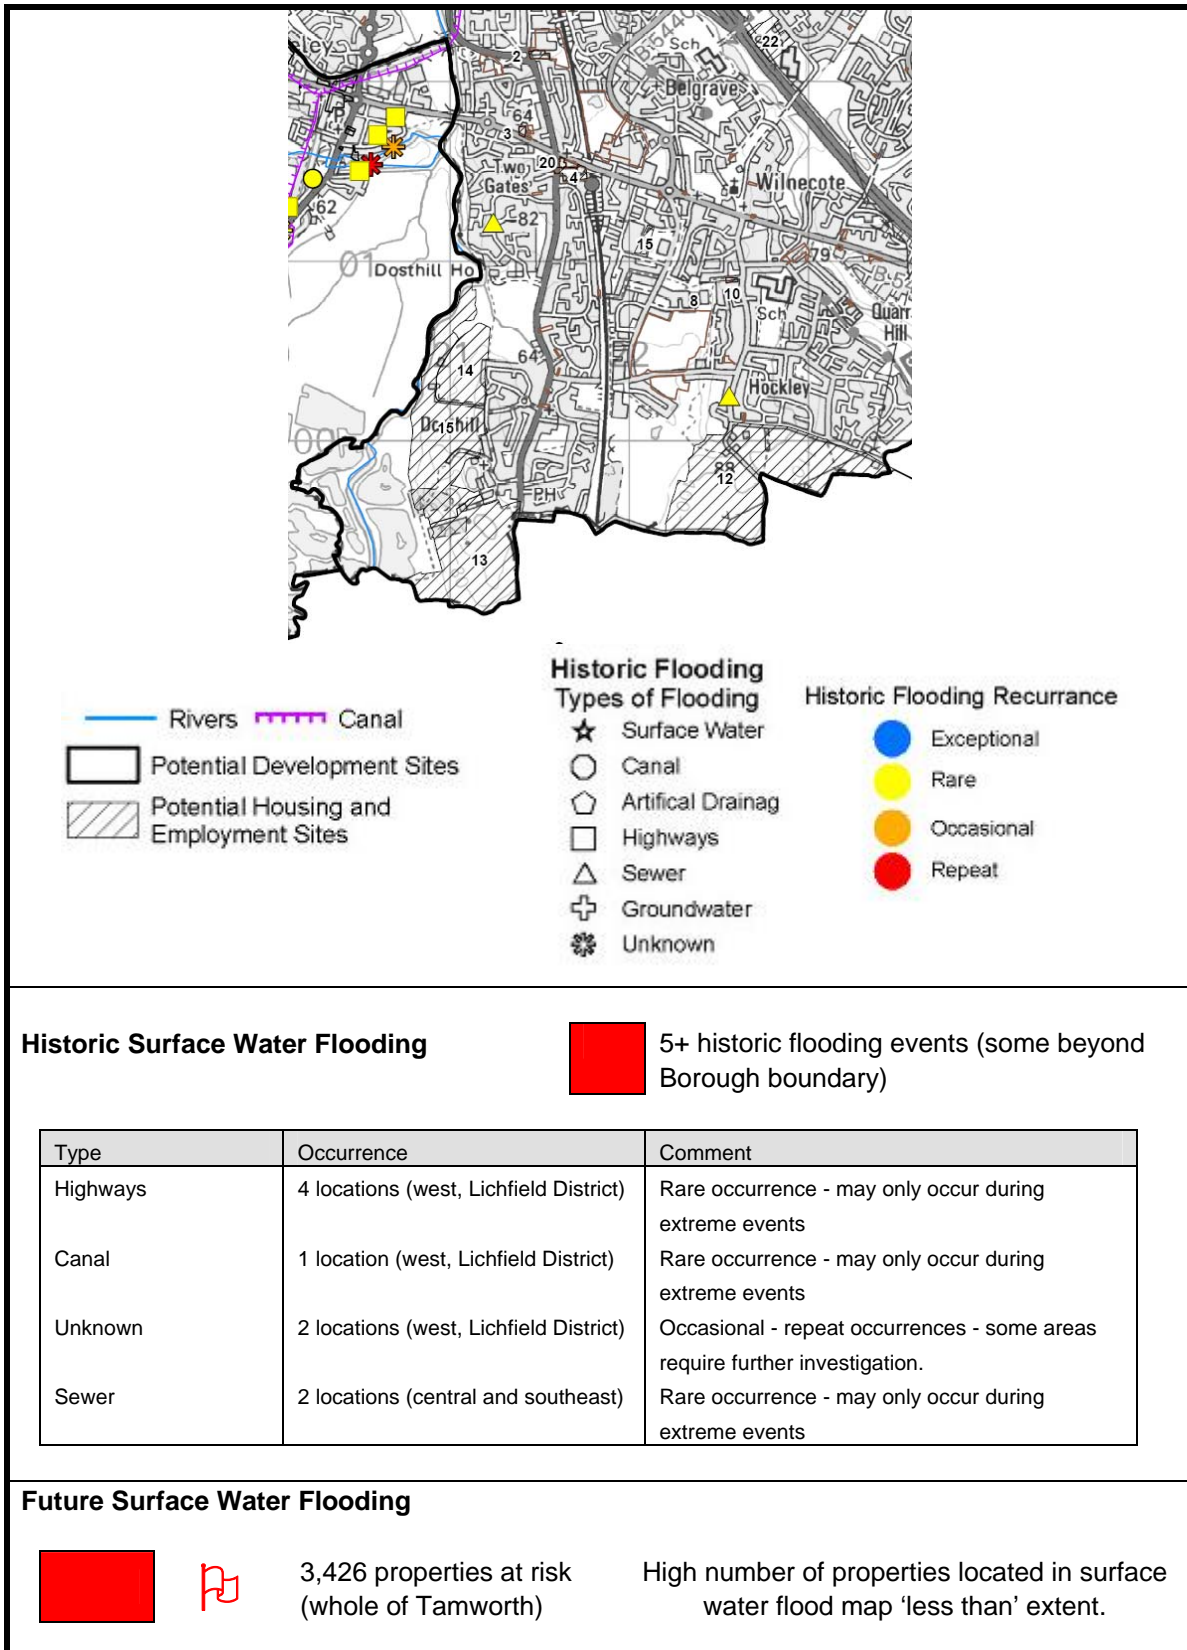 eley
Sch
22
B5440
2
Belgrave
P
64
3
20
4
Two
Gates
Wilnecote
62
82
15
01
Dosthill Ho
79
B-5
8
10
Sch
Quarr
Hill
64
14
Hockley
15
00
88
12
PH
13
Historic Flooding
Types of Flooding
Historic Flooding Recurrance
Rivers
Canal
Surface Water
Exceptional
Potential Development Sites
Canal
Rare
Potential Housing and
Employment Sites
Artifical Drainag
Highways
Occasional
Sewer
Repeat
Groundwater
Unknown
Historic Surface Water Flooding
5+ historic flooding events (some beyond
Borough boundary)
Type Occurrence Comment
Highways 4 locations (west, Lichfield District) Rare occurrence - may only occur during
extreme events
Canal 1 location (west, Lichfield District) Rare occurrence - may only occur during
extreme events
Unknown 2 locations (west, Lichfield District) Occasional - repeat occurrences - some areas
require further investigation.
Sewer 2 locations (central and southeast) Rare occurrence - may only occur during
extreme events
Future Surface Water Flooding
3,426 properties at risk
(whole of Tamworth)
High number of properties located in surface
water flood map ‘less than’ extent.